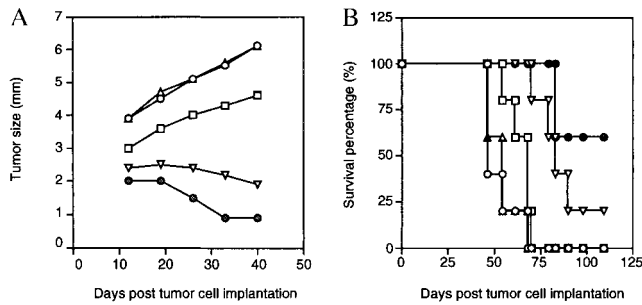 A
B
Tumor size (mm)
7
6
5
4
3
2
1
0
0 10 20 30 40 50
Days post tumor cell implantation
Survival percentage (%)
125
100
75
50
25
0
0 25 50 75 100 125
Days post tumor cell implantation